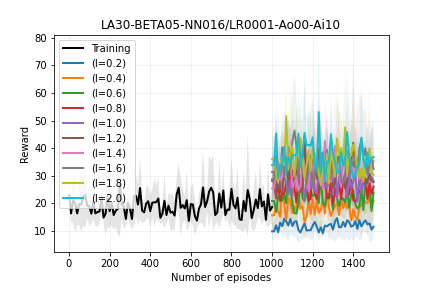 LA30-BETA05-NN016/LR0001-Ao00-Ai10
Reward
80
70
60
50
40
30
20
10
Training
(l=0.2)
(l=0.4)
(l=0.6)
(l=0.8)
(l=1.0)
(l=1.2)
(l=1.4)
(l=1.6)
(l=1.8)
(l=2.0)
0 200 400 600 800 1000 1200 1400
Number of episodes